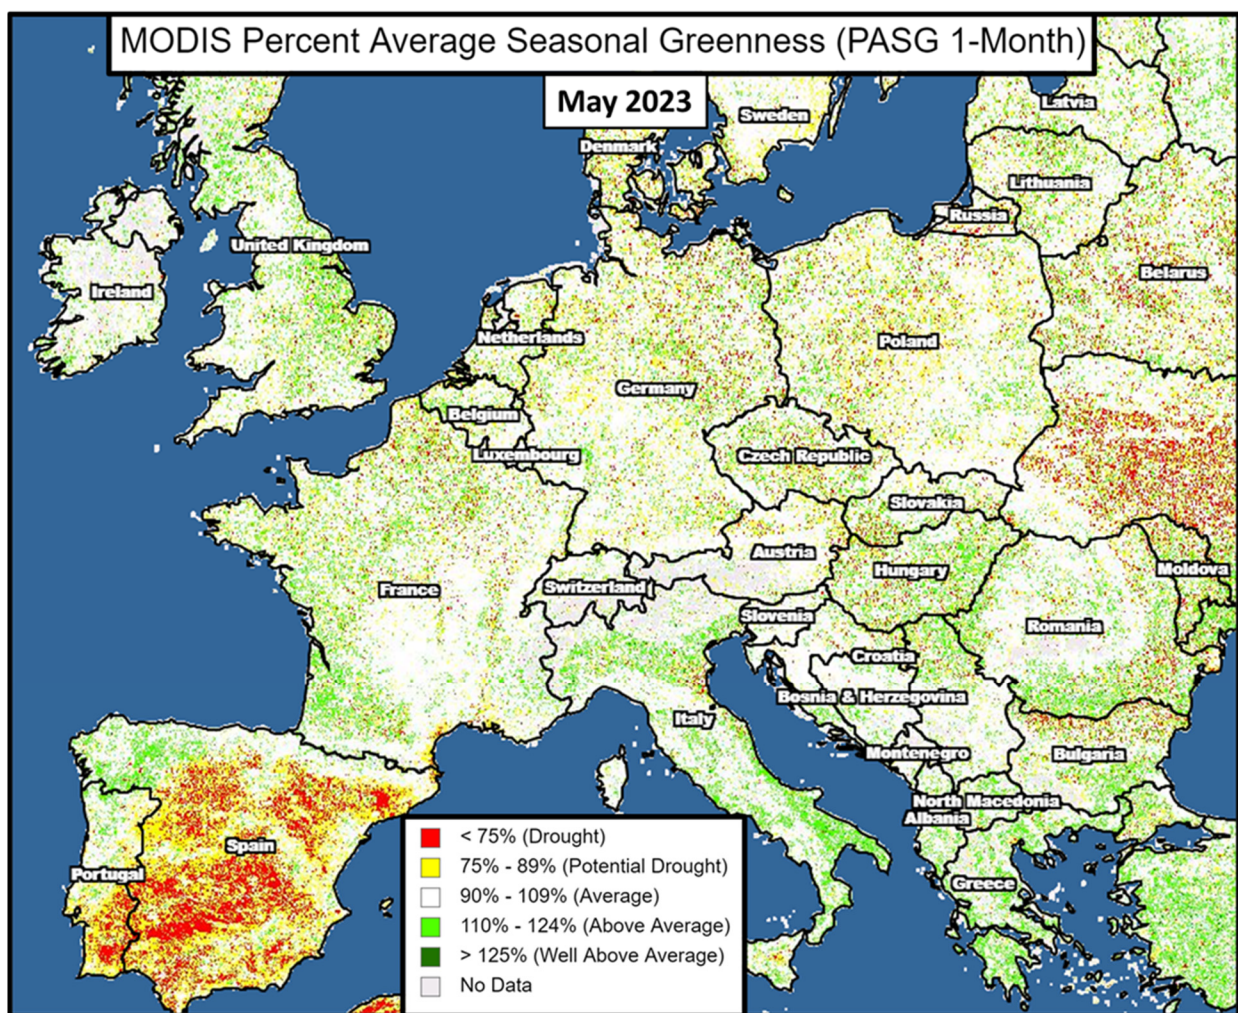 MODIS Percent Average Seasonal Greenness (PASG 1-Month)
May 2023
Latvia
Sweden
Denmark
Lithuania
Russia
United Kingdom
Belarus
Ireland
Netherlands
Poland
Germany
Belgium
Luxembourg
Czech Republic
Slovakia
Austria
Hungary
Moldova
France
Switzerland
Slovenia
Romania
Croatia
Bosnia & Herzegovina
Italy
Montenegro
Bulgaria
North Macedonia
Albania
Spain
Portugal
Greece
< 75% (Drought)
75% - 89% (Potential Drought)
90% - 109% (Average)
110% - 124% (Above Average)
> 125% (Well Above Average)
No Data